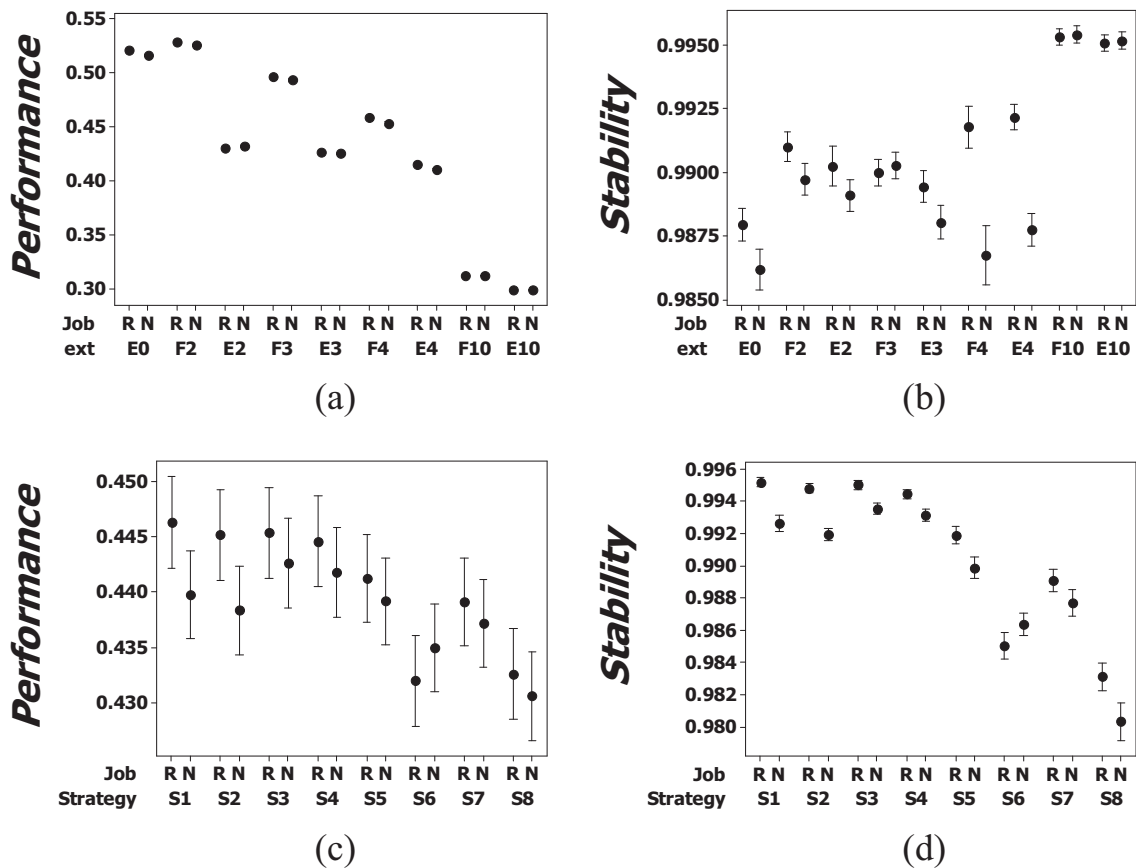 Performance
0.55
0.50
0.45
0.40
0.35
0.30
Job R N R N R N R N R N R N R N R N R N
ext E0 F2 E2 F3 E3 F4 E4 F10 E10
(a)
Stability
0.9950
0.9925
0.9900
0.9875
0.9850
Job R N R N R N R N R N R N R N R N R N
ext E0 F2 E2 F3 E3 F4 E4 F10 E10
(b)
Performance
0.450
0.445
0.440
0.435
0.430
Job R N R N R N R N R N R N R N R N
Strategy S1 S2 S3 S4 S5 S6 S7 S8
(c)
Stability
0.996
0.994
0.992
0.990
0.988
0.986
0.984
0.982
0.980
Job R N R N R N R N R N R N R N R N
Strategy S1 S2 S3 S4 S5 S6 S7 S8
(d)